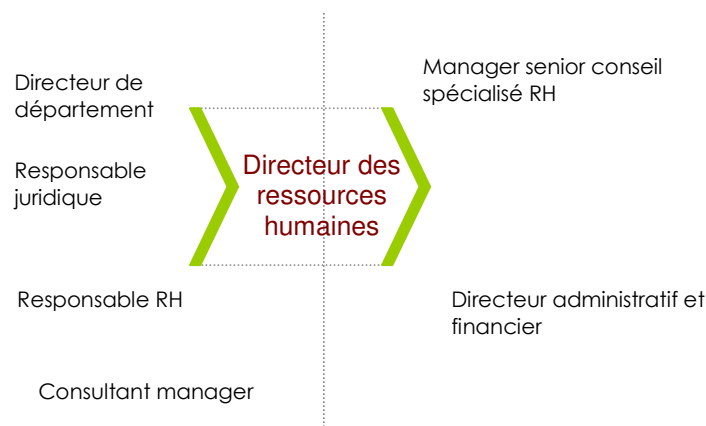 Directeur de
département
Responsable
juridique
Responsable RH
Consultant manager
Directeur des
ressources
humaines
Manager senior conseil
spécialisé RH
Directeur administratif et
financier